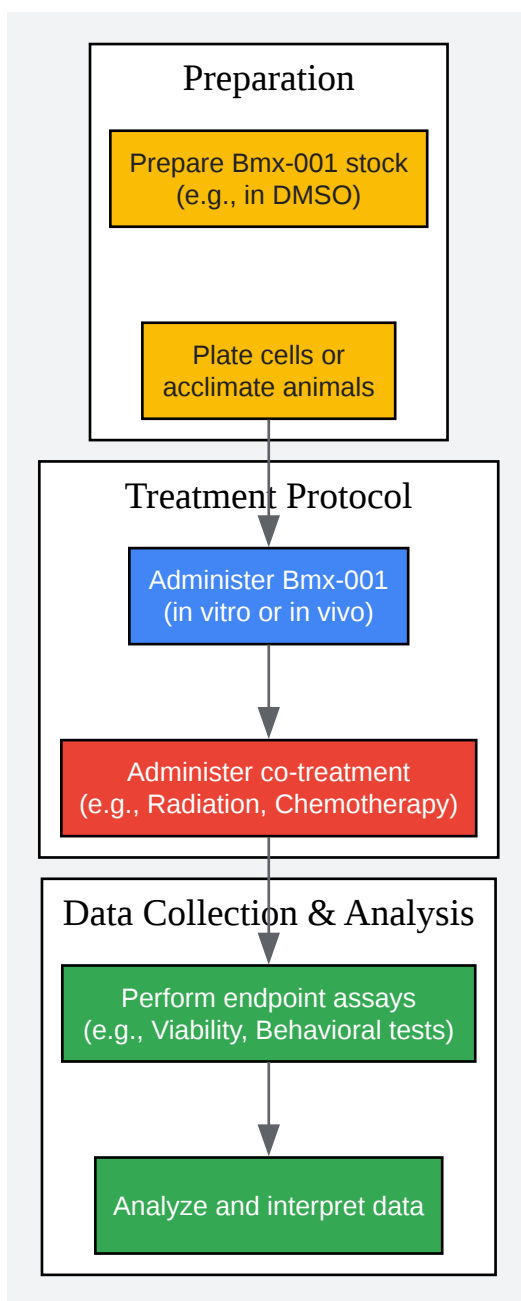 Preparation
Prepare Bmx-001 stock
(e.g., in DMSO)
Plate cells or
acclimate animals
Treatment Protocol
Administer Bmx-001
(in vitro or in vivo)
Administer co-treatment
(e.g., Radiation, Chemotherapy)
Data Collection & Analysis
Perform endpoint assays
(e.g., Viability, Behavioral tests)
Analyze and interpret data